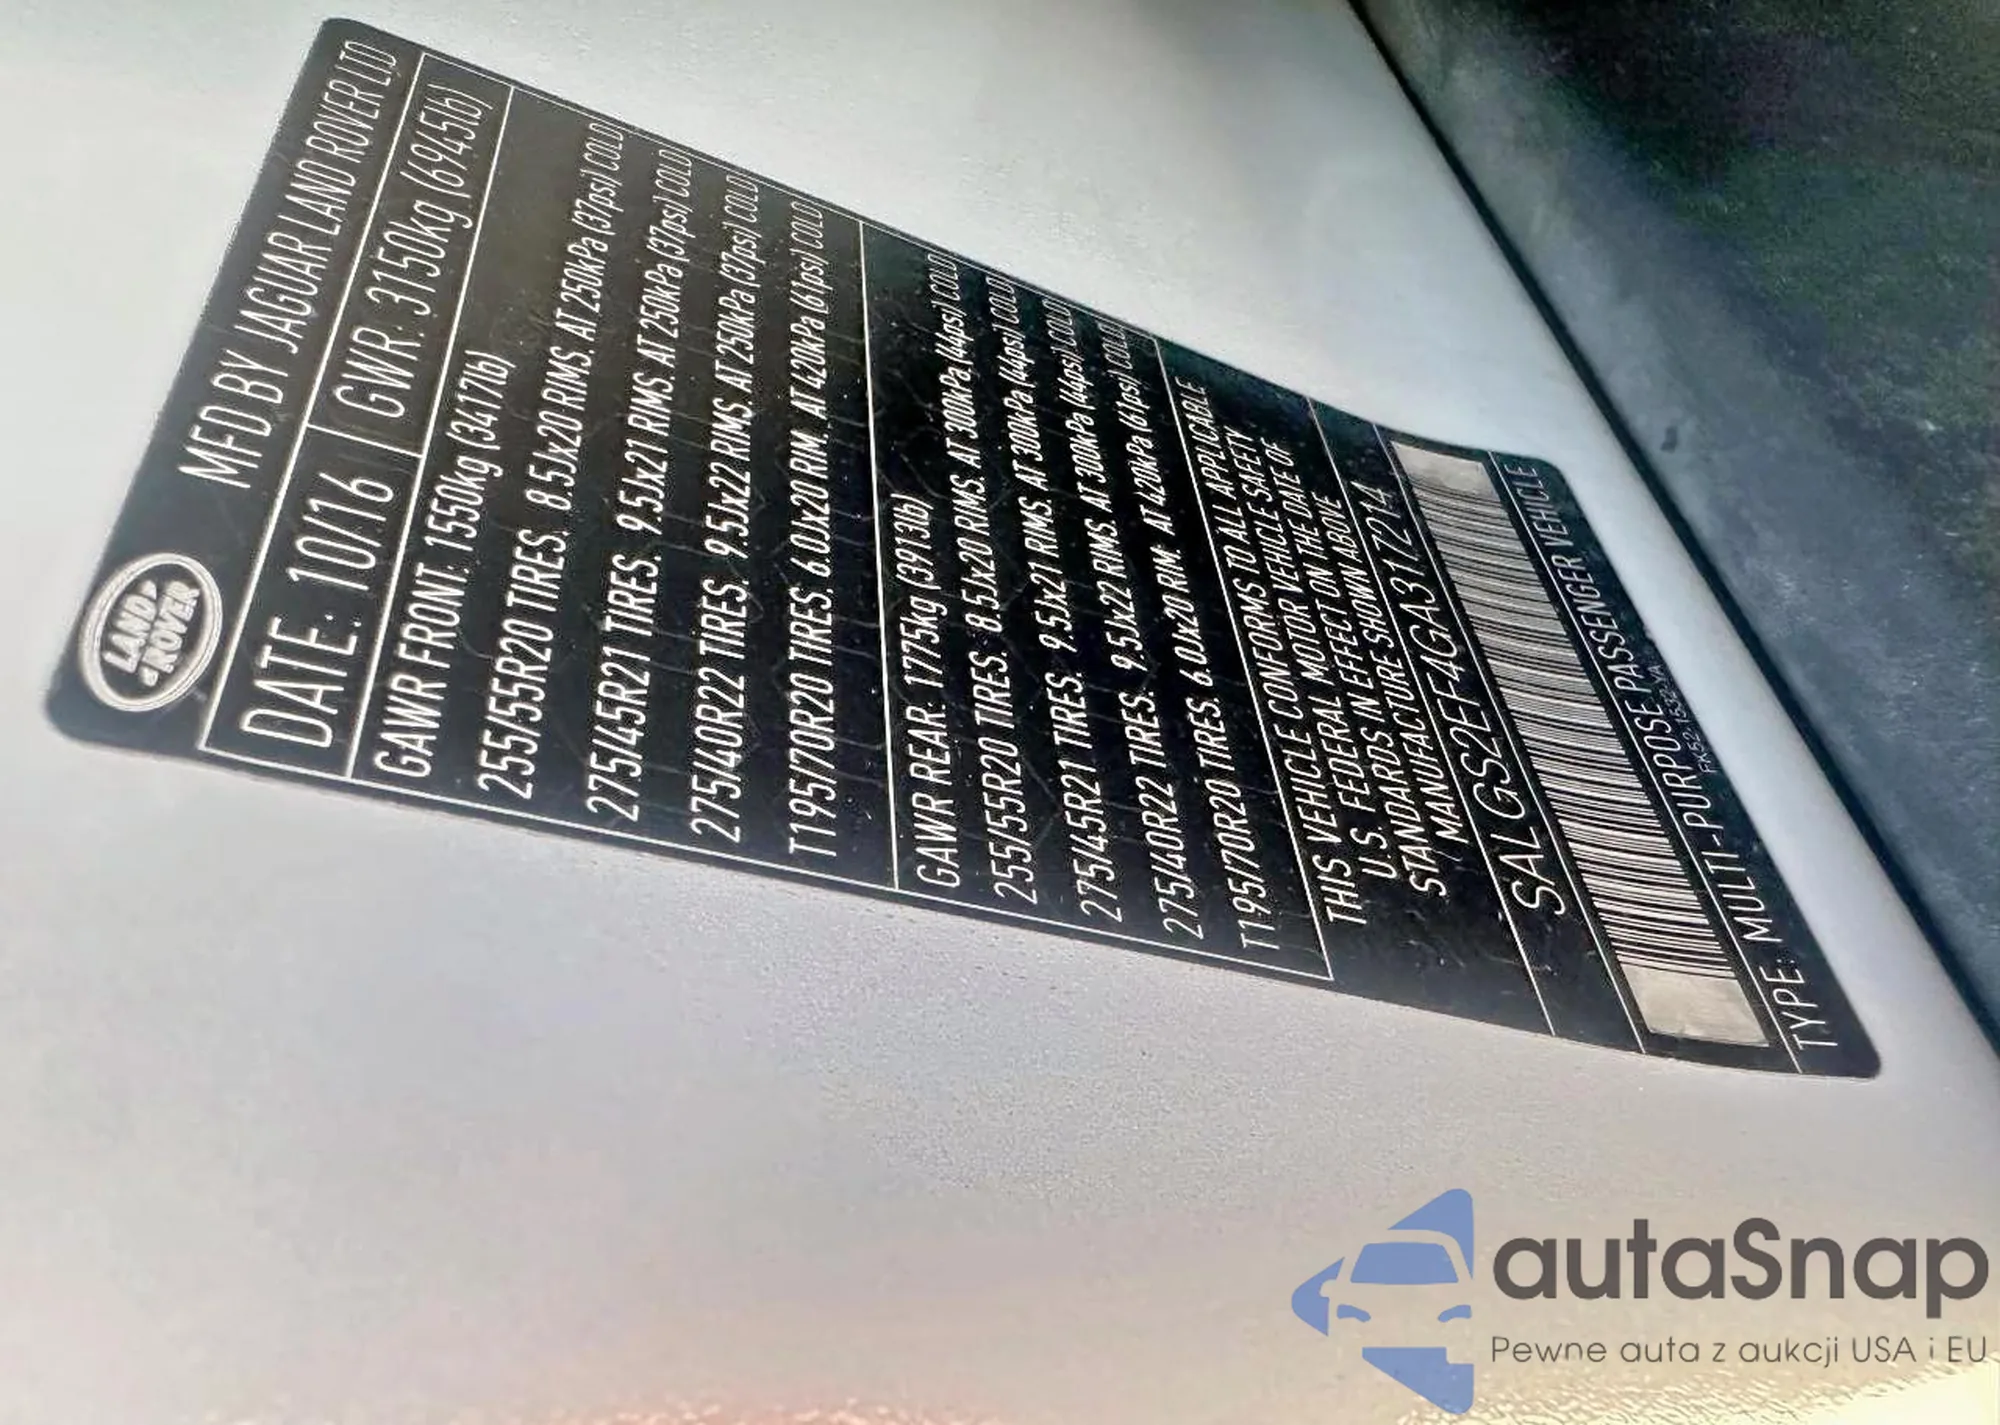 LAND
ROVER
MFD BY JAGUAR LAND ROVER LTD
DATE: 10/16 GWR: 3150kg (6945lb)
GAWR FRONT: 1550kg (3417lb)
255/55R20 TIRES. 8.5Jx20 RIMS. AT 250kPa (37psi) COLD
275/45R21 TIRES. 9.5Jx21 RIMS. AT 250kPa (37psi) COLD
275/40R22 TIRES. 9.5Jx22 RIMS. AT 250kPa (37psi) COLD
T195/70R20 TIRES. 6.0Jx20 RIM. AT 420kPa (61psi) COLD
GAWR REAR: 1775kg (3913lb)
255/55R20 TIRES. 8.5Jx20 RIMS. AT 300kPa (44psi) COLD
275/45R21 TIRES. 9.5Jx21 RIMS. AT 300kPa (44psi) COLD
275/40R22 TIRES. 9.5Jx22 RIMS. AT 300kPa (44psi) COLD
T195/70R20 TIRES. 6.0Jx20 RIM. AT 420kPa (61psi) COLD
THIS VEHICLE CONFORMS TO ALL APPLICABLE
U.S. FEDERAL MOTOR VEHICLE SAFETY
STANDARDS IN EFFECT ON THE DATE OF
MANUFACTURE SHOWN ABOVE
SALGS2EF4GA317214
TYPE: MULTI-PURPOSE PASSENGER VEHICLE
autaSnap
Pewne auta z aukcji USA i EU